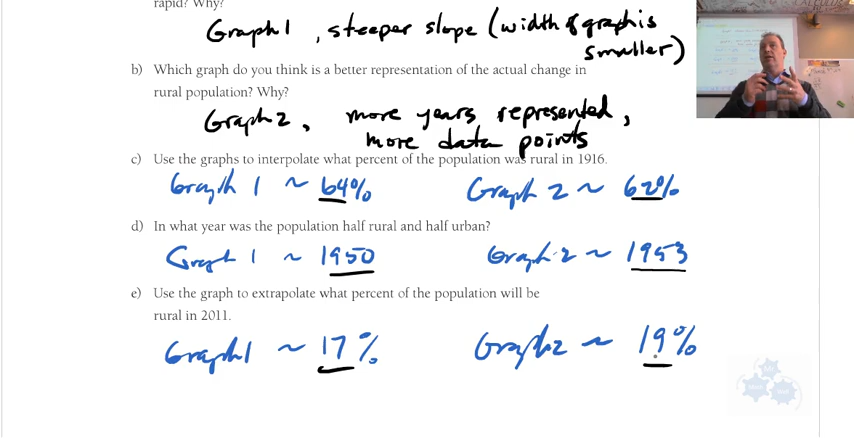 rapid? Why?
Graph 1, steeper slope (width of graph is
smaller)
b) Which graph do you think is a better representation of the actual change in
rural population? Why?
Graph 2, more years represented,
more data points
c) Use the graphs to interpolate what percent of the population was rural in 1916.
Graph 1 ~ 64% Graph 2 ~ 62%
d) In what year was the population half rural and half urban?
Graph 1 ~ 1950 Graph 2 ~ 1953
e) Use the graph to extrapolate what percent of the population will be
rural in 2011.
Graph 1 ~ 17% Graph 2 ~ 19%